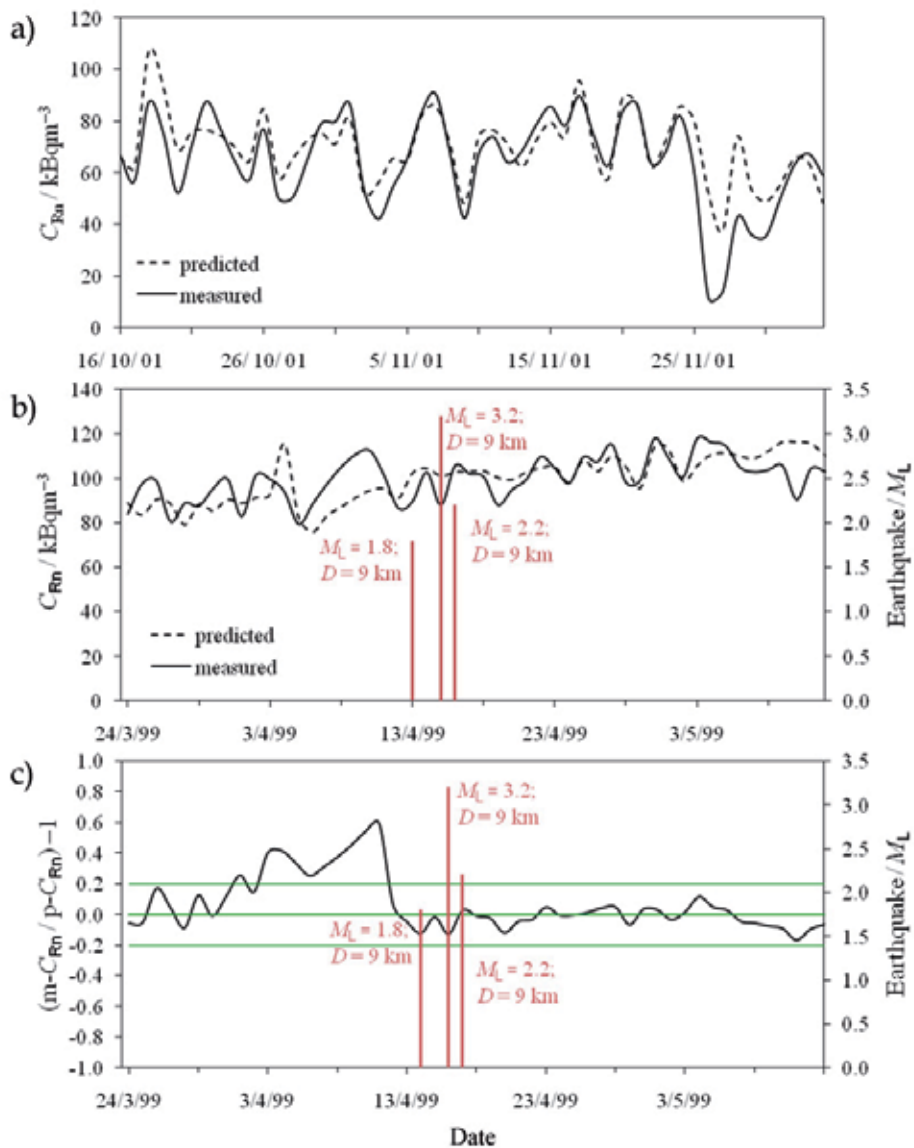 a)
120
100
80
60
40
20
0
C_Rn / kBqm⁻³
predicted
measured
16/ 10/ 01
26/ 10/ 01
5/ 11/ 01
15/ 11/ 01
25/ 11/ 01
b)
140
120
100
80
60
40
20
0
C_Rn / kBqm⁻³
M_L = 3.2;
D = 9 km
M_L = 1.8;
D = 9 km
M_L = 2.2;
D = 9 km
predicted
measured
3.5
3.0
2.5
2.0
1.5
1.0
0.5
0.0
Earthquake / M_L
24/3/99
3/4/99
13/4/99
23/4/99
3/5/99
c)
1.0
0.8
0.6
0.4
0.2
0.0
-0.2
-0.4
-0.6
-0.8
-1.0
(m-C_Rn / p-C_Rn)−1
M_L = 3.2;
D = 9 km
M_L = 1.8;
D = 9 km
M_L = 2.2;
D = 9 km
3.5
3.0
2.5
2.0
1.5
1.0
0.5
0.0
Earthquake / M_L
24/3/99
3/4/99
13/4/99
23/4/99
3/5/99
Date